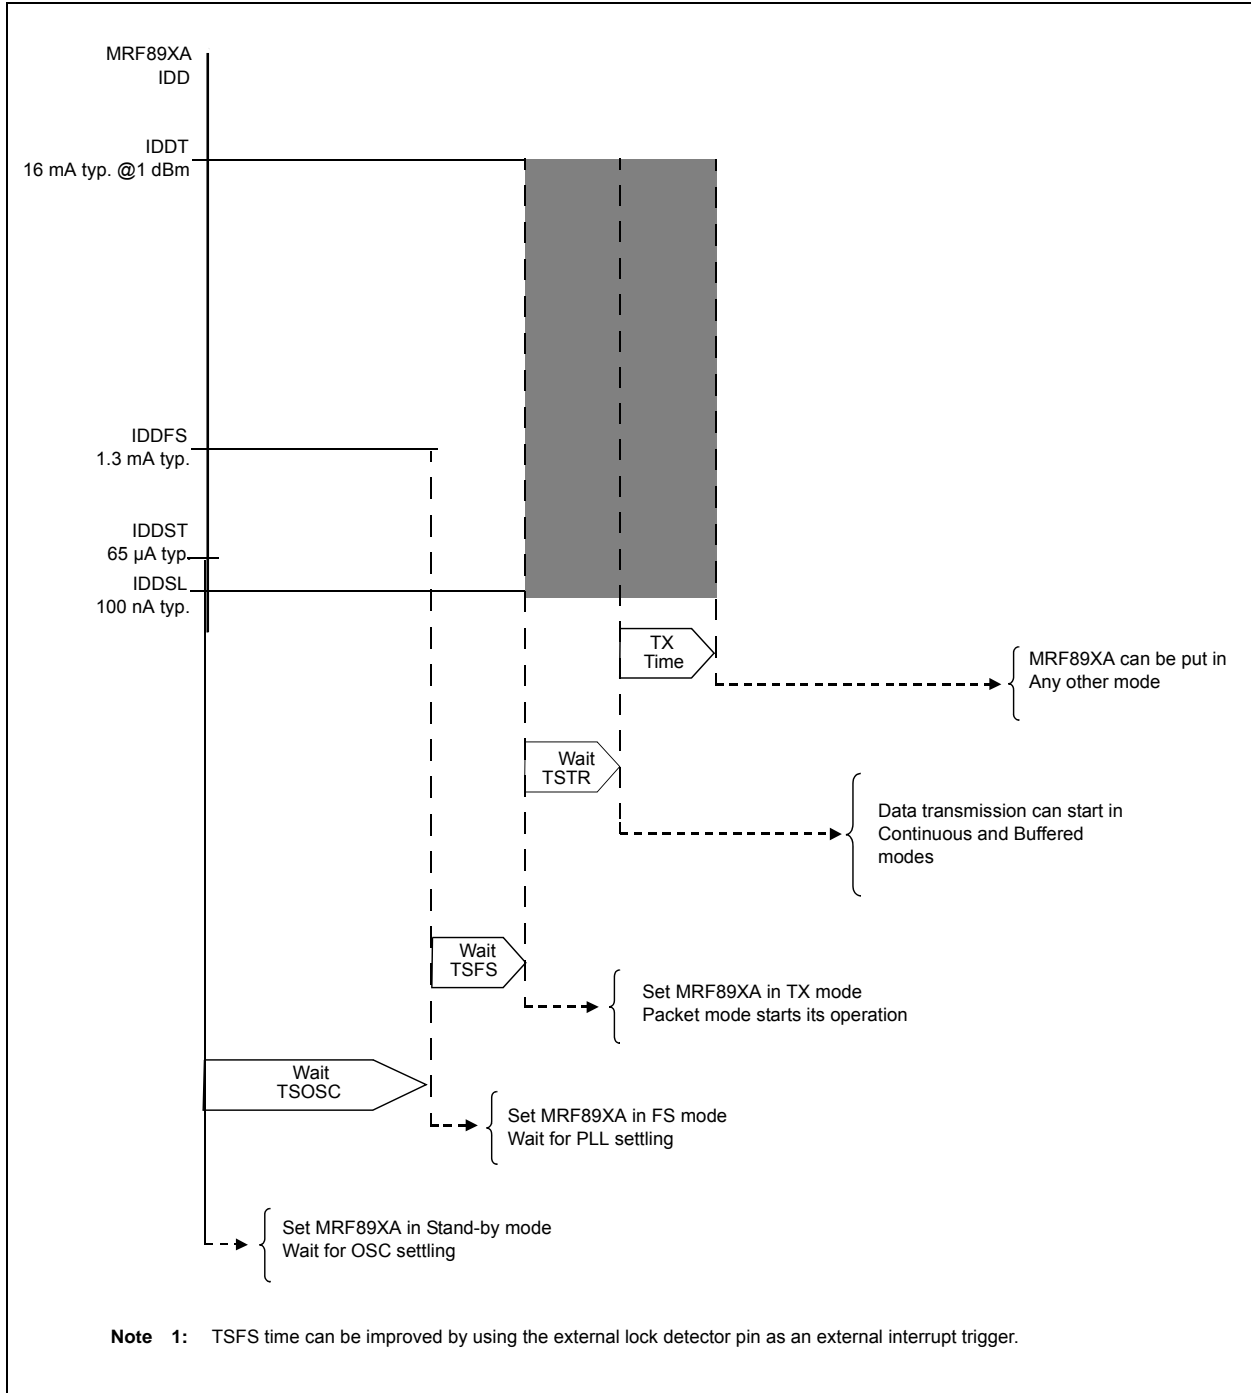 MRF89XA
IDD
IDDT
16 mA typ. @1 dBm
IDDFS
1.3 mA typ.
IDDST
65 µA typ.
IDDSL
100 nA typ.
TX
Time
MRF89XA can be put in
Any other mode
Wait
TSTR
Data transmission can start in
Continuous and Buffered
modes
Wait
TSFS
Set MRF89XA in TX mode
Packet mode starts its operation
Wait
TSOSC
Set MRF89XA in FS mode
Wait for PLL settling
Set MRF89XA in Stand-by mode
Wait for OSC settling
Note 1: TSFS time can be improved by using the external lock detector pin as an external interrupt trigger.